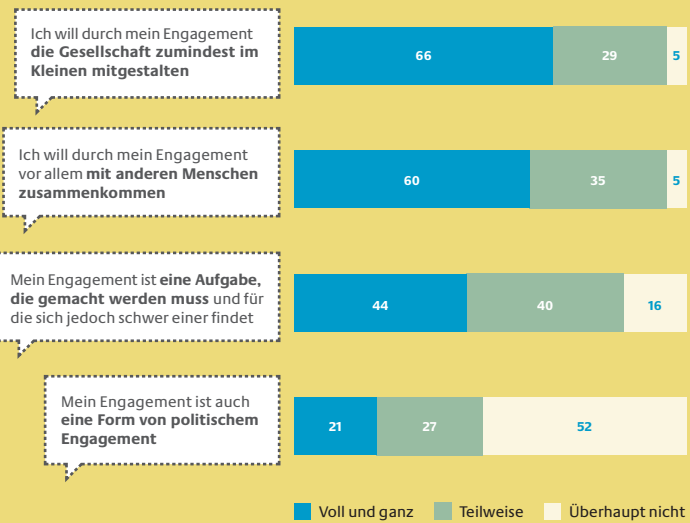 Ich will durch mein Engagement
die Gesellschaft zumindest im
Kleinen mitgestalten
66 29 5
Ich will durch mein Engagement
vor allem mit anderen Menschen
zusammenkommen
60 35 5
Mein Engagement ist eine Aufgabe,
die gemacht werden muss und für
die sich jedoch schwer einer findet
44 40 16
Mein Engagement ist auch
eine Form von politischem
Engagement
21 27 52
Voll und ganz Teilweise Überhaupt nicht